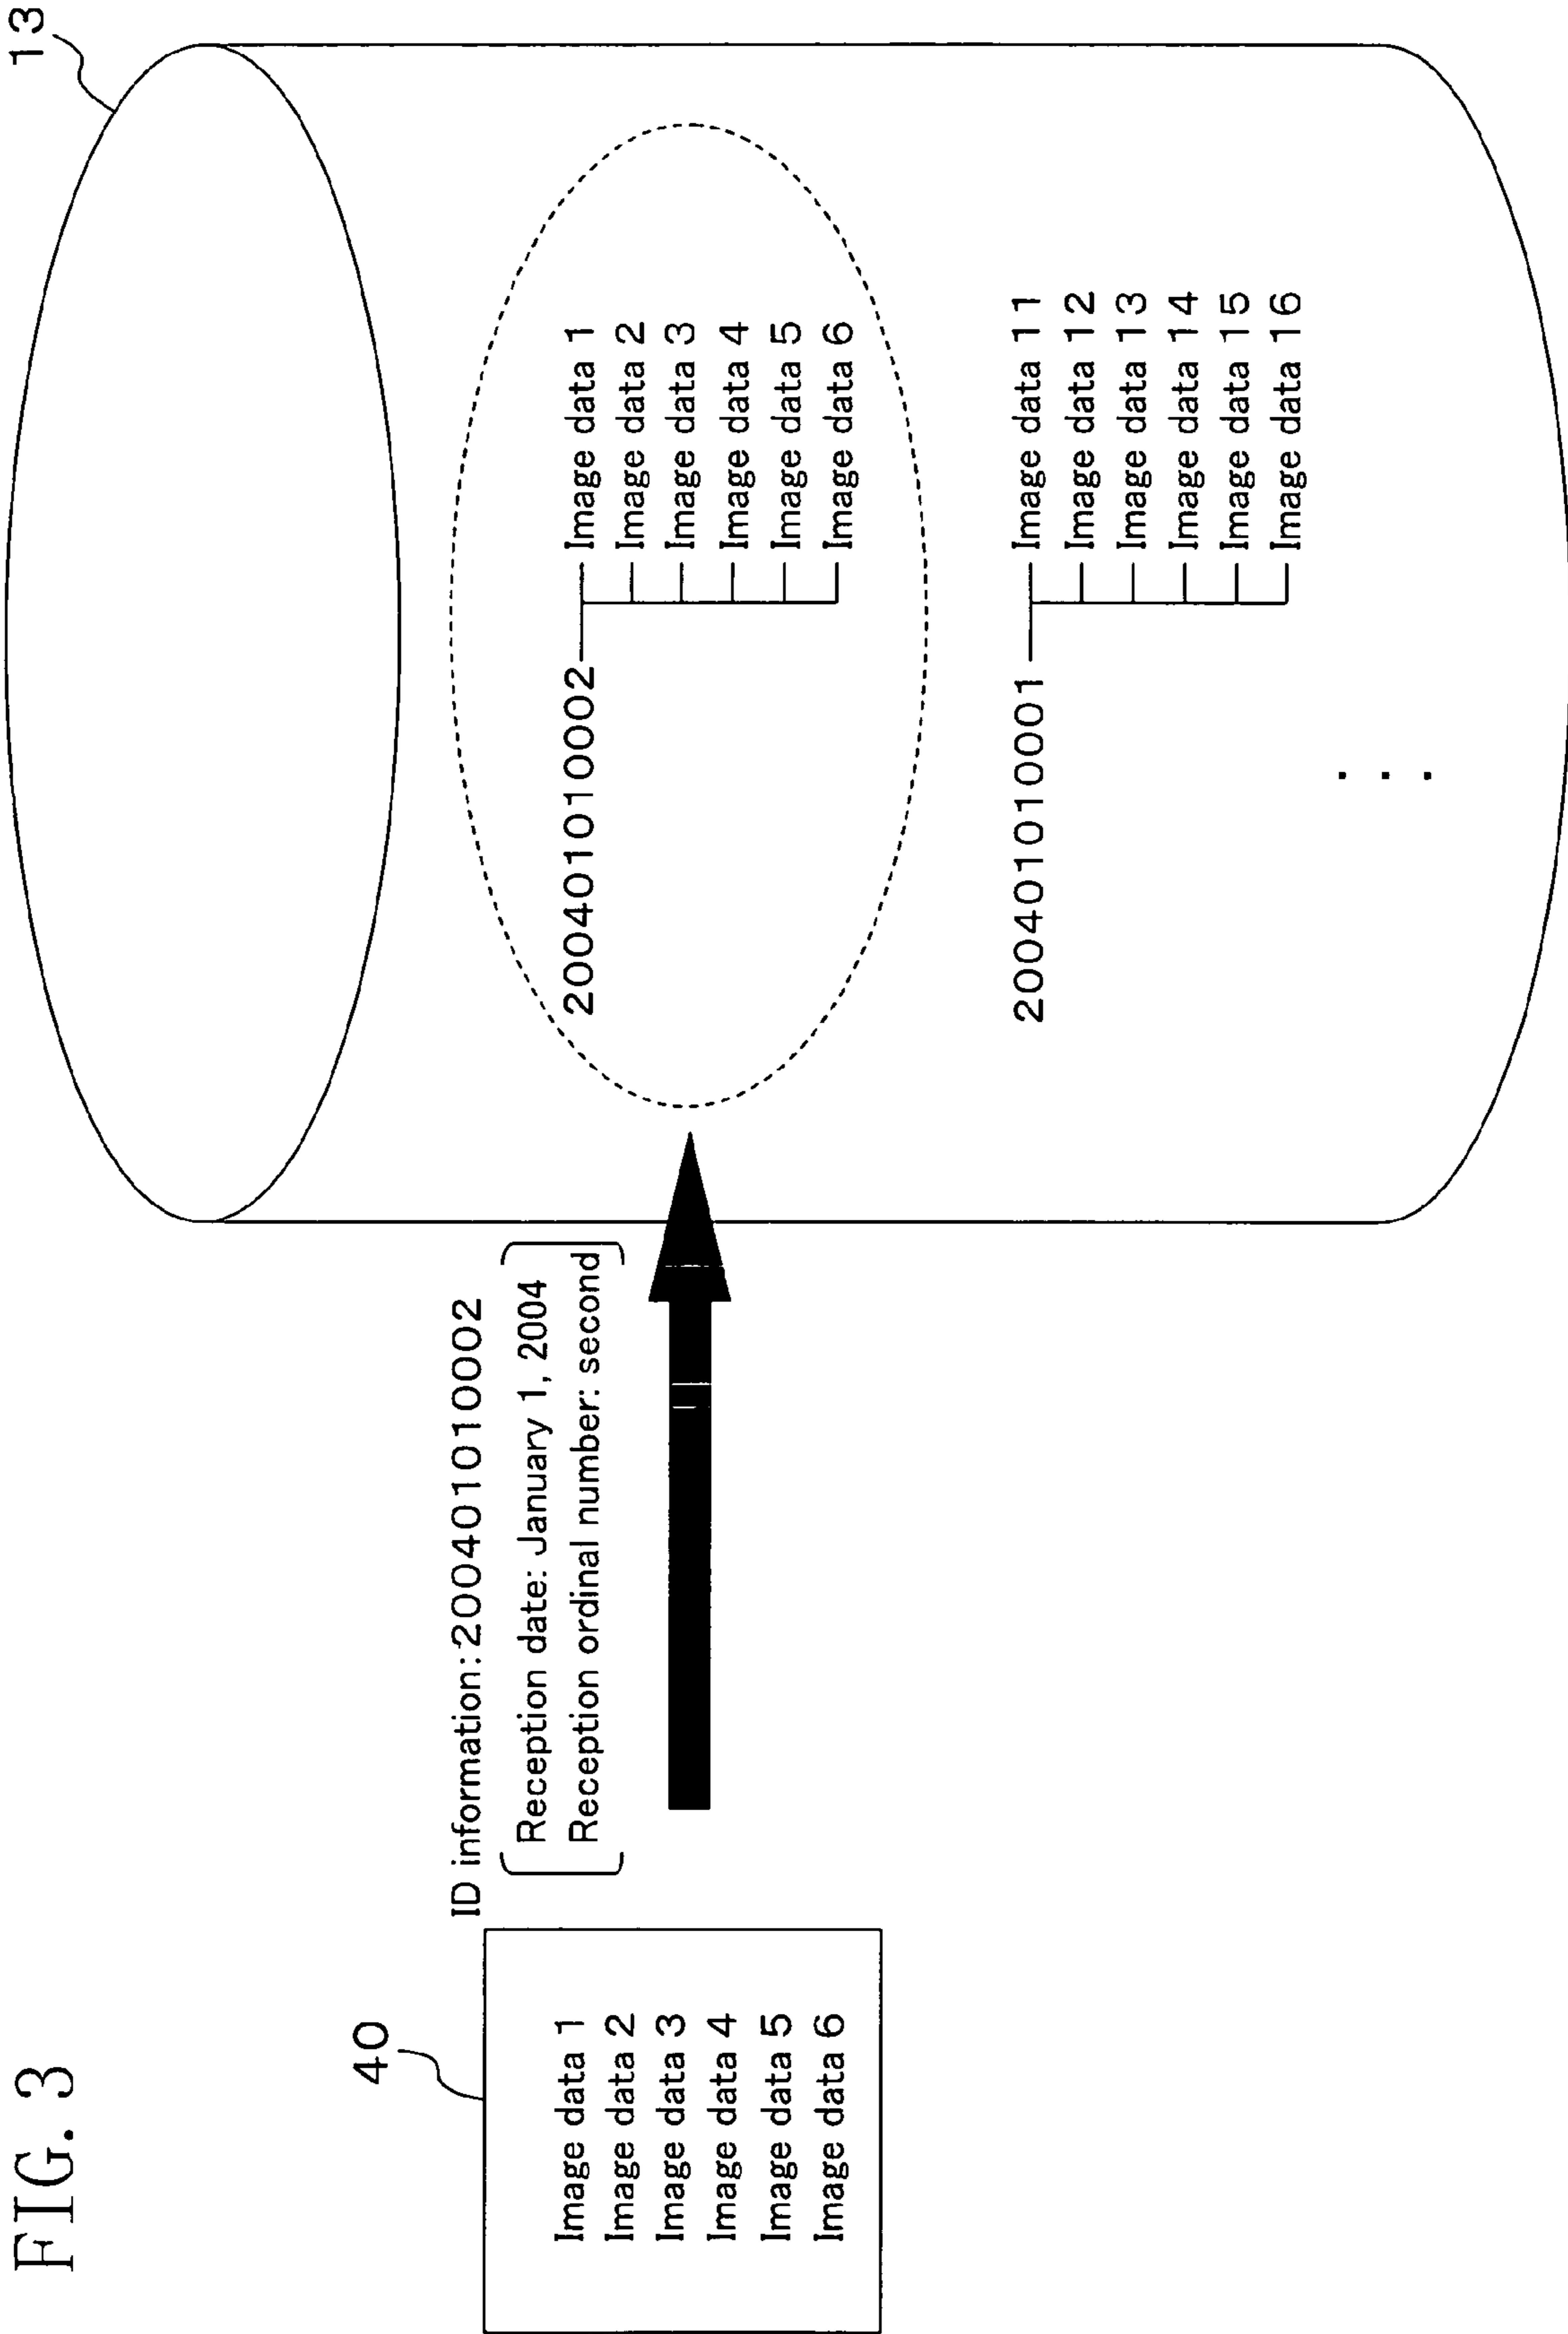 FIG. 3
13
40
Image data 1
Image data 2
Image data 3
Image data 4
Image data 5
Image data 6
ID information:200401010002
Reception date: January 1, 2004
Reception ordinal number: second
200401010002
Image data 1
Image data 2
Image data 3
Image data 4
Image data 5
Image data 6
200401010001
Image data 11
Image data 12
Image data 13
Image data 14
Image data 15
Image data 16
. . .